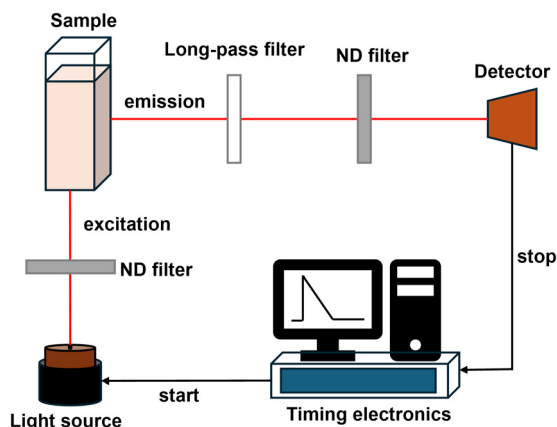 Sample
Long-pass filter
ND filter
Detector
emission
excitation
ND filter
stop
start
Light source
Timing electronics